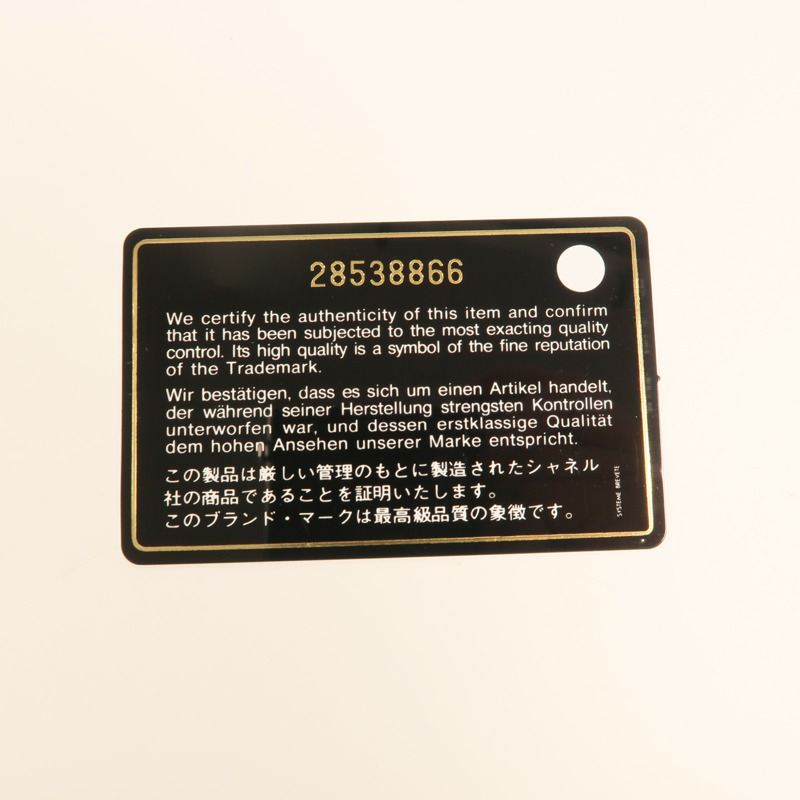 28538866
We certify the authenticity of this item and confirm
that it has been subjected to the most exacting quality
control. Its high quality is a symbol of the fine reputation
of the Trademark.
Wir bestätigen, dass es sich um einen Artikel handelt,
der während seiner Herstellung strengsten Kontrollen
unterworfen war, und dessen erstklassige Qualität
dem hohen Ansehen unserer Marke entspricht.
この製品は厳しい管理のもとに製造されたシャネル
社の商品であることを証明いたします。
このブランド・マークは最高級品質の象徴です。
SYSTEME BREVETE